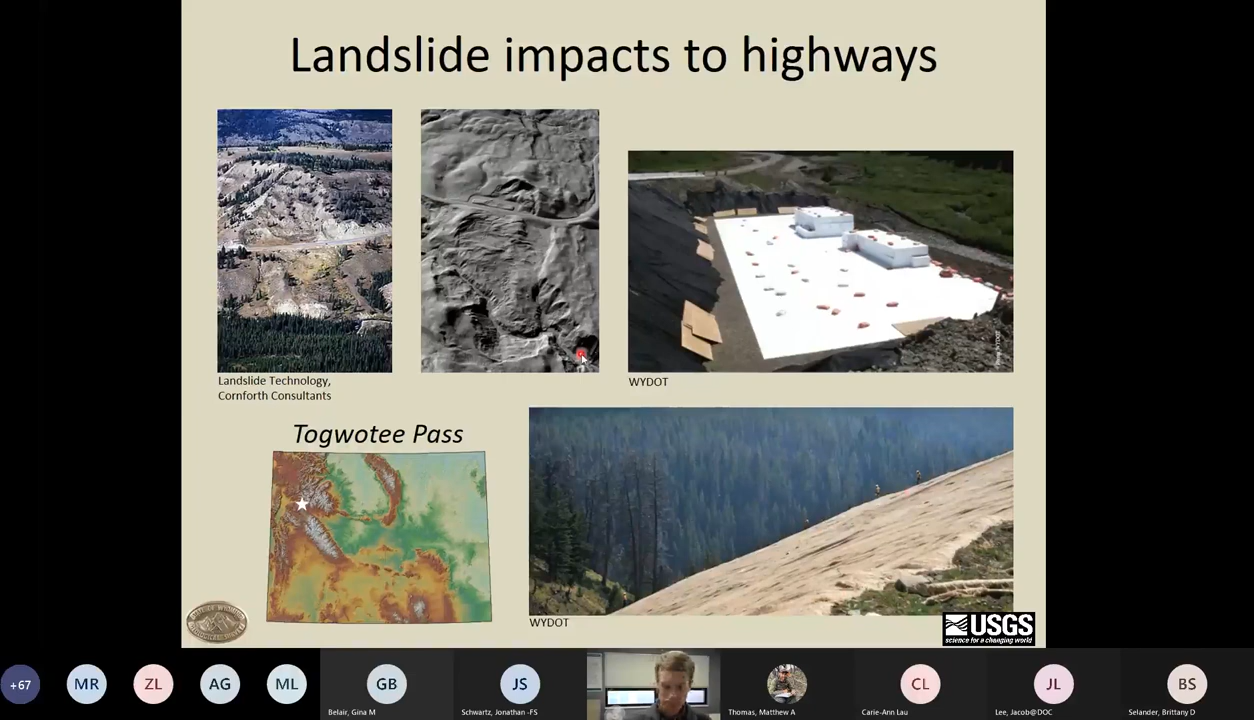 Landslide impacts to highways
Landslide Technology,
Cornforth Consultants
WYDOT
Togwotee Pass
WYDOT
USGS
science for a changing world
+67
MR
ZL
AG
ML
GB
Belair, Gina M
JS
Schwartz, Jonathan -FS
Thomas, Matthew A
CL
Carie-Ann Lau
JL
Lee, Jacob@DOC
BS
Selander, Brittany D